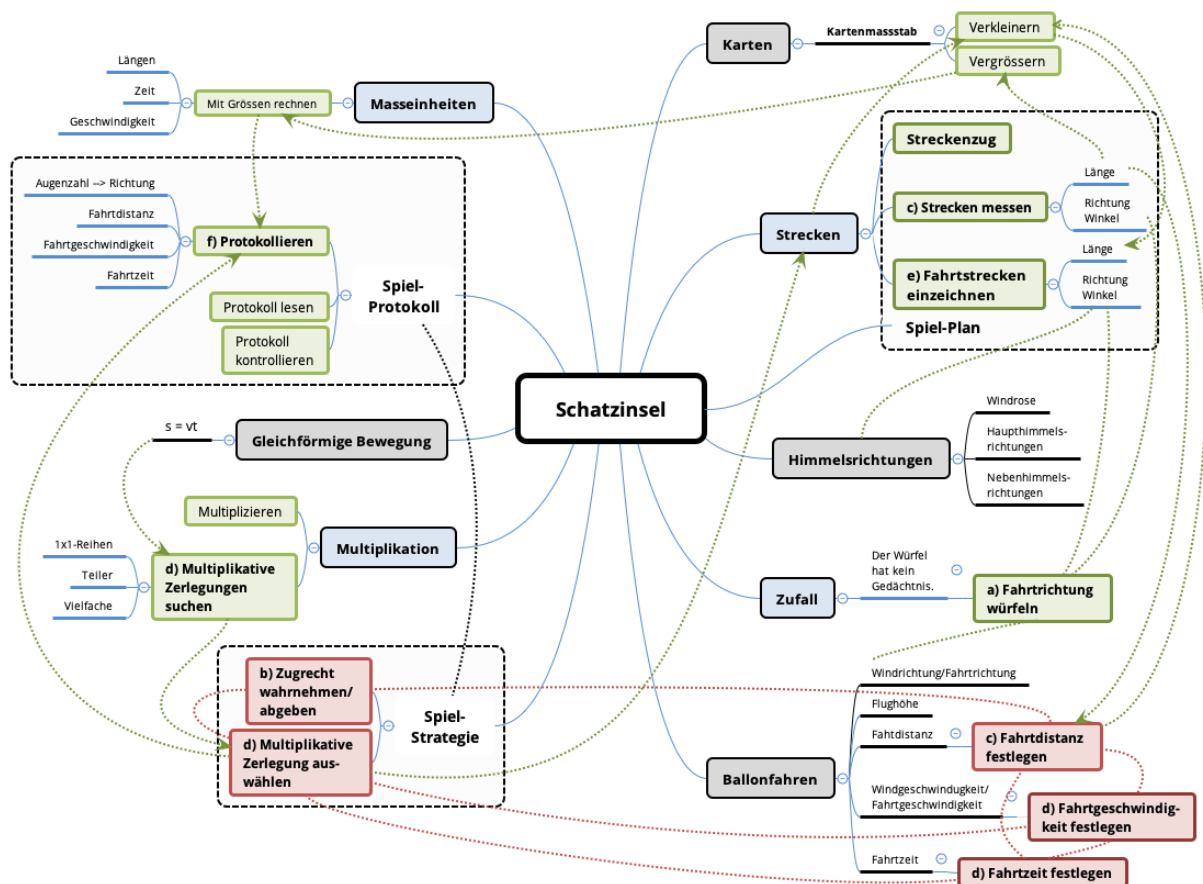 Karten
Kartenmassstab
Verkleinern
Vergrössern
Längen
Zeit
Geschwindigkeit
Mit Grössen rechnen
Masseinheiten
Streckenzug
c) Strecken messen
Länge
Richtung
Winkel
Strecken
e) Fahrtstrecken
einzeichnen
Länge
Richtung
Winkel
Spiel-Plan
Augenzahl --> Richtung
Fahrtdistanz
Fahrtgeschwindigkeit
Fahrtzeit
f) Protokollieren
Protokoll lesen
Protokoll
kontrollieren
Spiel-
Protokoll
Schatzinsel
s = vt
Gleichförmige Bewegung
Himmelsrichtungen
Windrose
Haupthimmels-
richtungen
Nebenhimmels-
richtungen
Multiplizieren
Multiplikation
1x1-Reihen
Teiler
Vielfache
d) Multiplikative
Zerlegungen
suchen
Zufall
Der Würfel
hat kein
Gedächtnis.
a) Fahrtrichtung
würfeln
b) Zugrecht
wahrnehmen/
abgeben
d) Multiplikative
Zerlegung aus-
wählen
Spiel-
Strategie
Ballonfahren
Windrichtung/Fahrtrichtung
Flughöhe
Fahtdistanz
c) Fahrtdistanz
festlegen
Windgeschwindugkeit/
Fahrtgeschwindigkeit
d) Fahrtgeschwindig-
keit festlegen
Fahrtzeit
d) Fahrtzeit festlegen